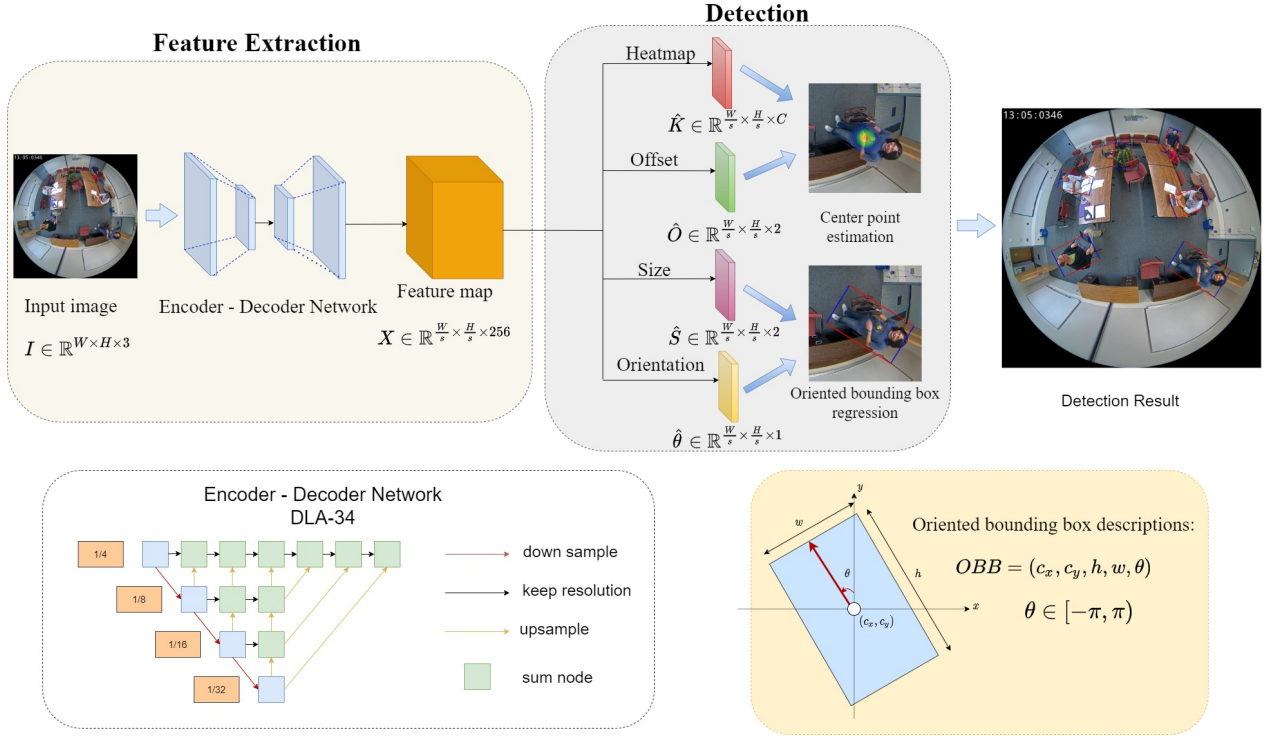 Feature Extraction
Detection
13:05:0346
Input image
I ∈ ℝ^{W×H×3}
Encoder - Decoder Network
Feature map
X ∈ ℝ^{W/s × H/s × 256}
Heatmap
K̂ ∈ ℝ^{W/s × H/s × C}
Offset
Ô ∈ ℝ^{W/s × H/s × 2}
Size
Ŝ ∈ ℝ^{W/s × H/s × 2}
Orientation
θ̂ ∈ ℝ^{W/s × H/s × 1}
Center point
estimation
Oriented bounding box
regression
13:05:0346
Detection Result
Encoder - Decoder Network
DLA-34
1/4
1/8
1/16
1/32
down sample
keep resolution
upsample
sum node
y
w
θ
h
x
(c_x, c_y)
Oriented bounding box descriptions:
OBB = (c_x, c_y, h, w, θ)
θ ∈ [−π, π)